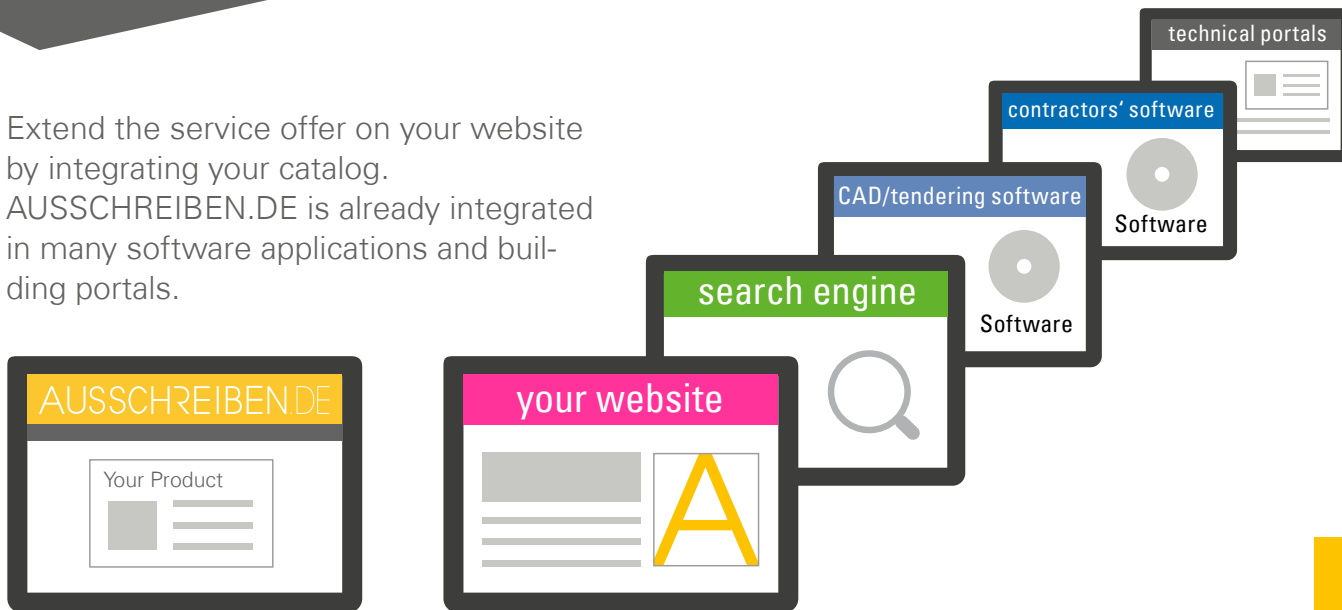 technical portals
contractors‘ software
Software
Extend the service offer on your website
by integrating your catalog.
AUSSCHREIBEN.DE is already integrated
in many software applications and buil-
ding portals.
CAD/tendering software
Software
search engine
AUSSCHREIBEN.DE
Your Product
your website
A